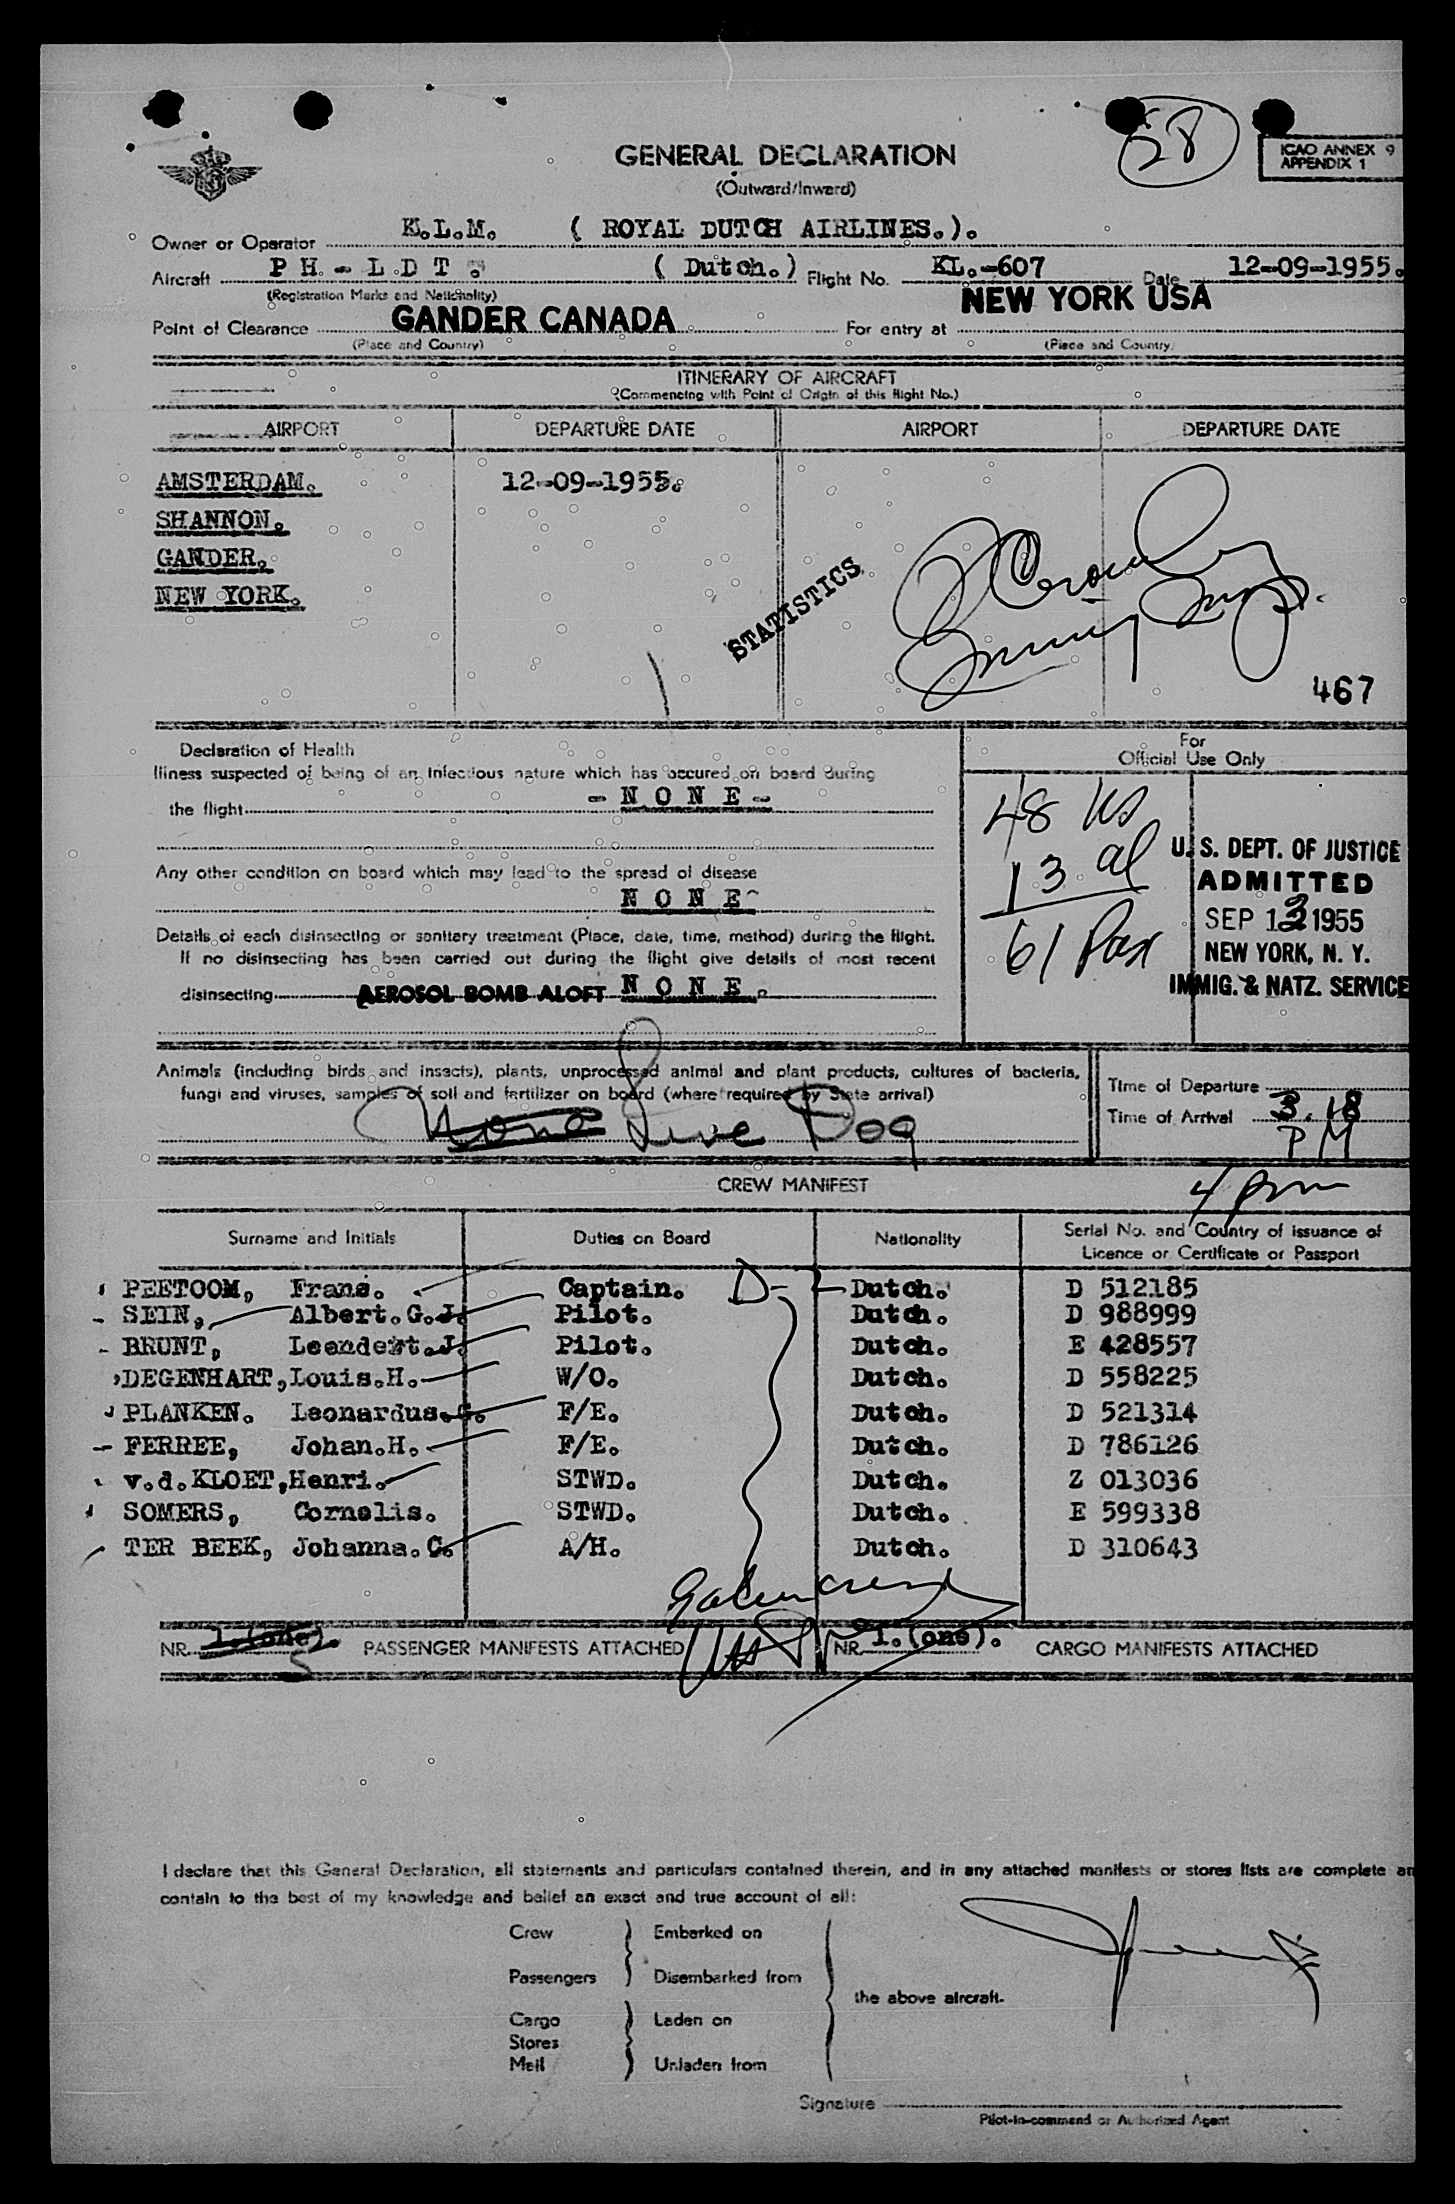 58
ICAO ANNEX 9
APPENDIX 1
GENERAL DECLARATION
(Outward/Inward)
Owner or Operator K.L.M. ( ROYAL DUTCH AIRLINES.).
Aircraft P H. - L D T . ( Dutch.) Flight No. KL.-607 Date 12-09-1955.
(Registration Marks and Nationality)
NEW YORK USA
Point of Clearance GANDER CANADA For entry at
(Place and Country) (Place and Country)
ITINERARY OF AIRCRAFT
(Commencing with Point of Origin of this flight No.)
AIRPORT DEPARTURE DATE AIRPORT DEPARTURE DATE
AMSTERDAM. 12-09-1955.
SHANNON.
GANDER.
NEW YORK.
STATISTICS
467
Declaration of Health
Illness suspected of being of an infectious nature which has occured on board during
the flight - N O N E -
Any other condition on board which may lead to the spread of disease
N O N E
Details of each disinsecting or sanitary treatment (Place, date, time, method) during the flight.
If no disinsecting has been carried out during the flight give details of most recent
disinsecting AEROSOL BOMB ALOFT N O N E .
For
Official Use Only
48 US
13 al
61 Pax
U. S. DEPT. OF JUSTICE
ADMITTED
SEP 12 1955
NEW YORK, N. Y.
IMMIG. & NATZ. SERVICE
Animals (including birds and insects), plants, unprocessed animal and plant products, cultures of bacteria,
fungi and viruses, samples of soil and fertilizer on board (where required by State arrival)
None Live Dog
Time of Departure
Time of Arrival 3.18
P M
4 pm
CREW MANIFEST
Surname and Initials Duties on Board Nationality Serial No. and Country of issuance of
Licence or Certificate or Passport
PEETOOM, Frans. Captain. D-2 Dutch. D 512185
SEIN, Albert.G.J. Pilot. Dutch. D 988999
BRUNT, Leendert.J. Pilot. Dutch. E 428557
DEGENHART, Louis.H. W/O. Dutch. D 558225
PLANKEN. Leonardus.G. F/E. Dutch. D 521314
FERREE, Johan.H. F/E. Dutch. D 786126
v.d.KLOET, Henri. STWD. Dutch. Z 013036
SOMERS, Cornelis. STWD. Dutch. E 599338
TER BEEK, Johanna.C. A/H. Dutch. D 310643
NR. 1.(one). 5 PASSENGER MANIFESTS ATTACHED NR. 1.(one). CARGO MANIFESTS ATTACHED
I declare that this General Declaration, all statements and particulars contained therein, and in any attached manifests or stores lists are complete an
contain to the best of my knowledge and belief an exact and true account of all:
Crew Embarked on
Passengers Disembarked from
the above aircraft.
Cargo Laden on
Stores
Mail Unladen from
Signature
Pilot-in-command or Authorized Agent